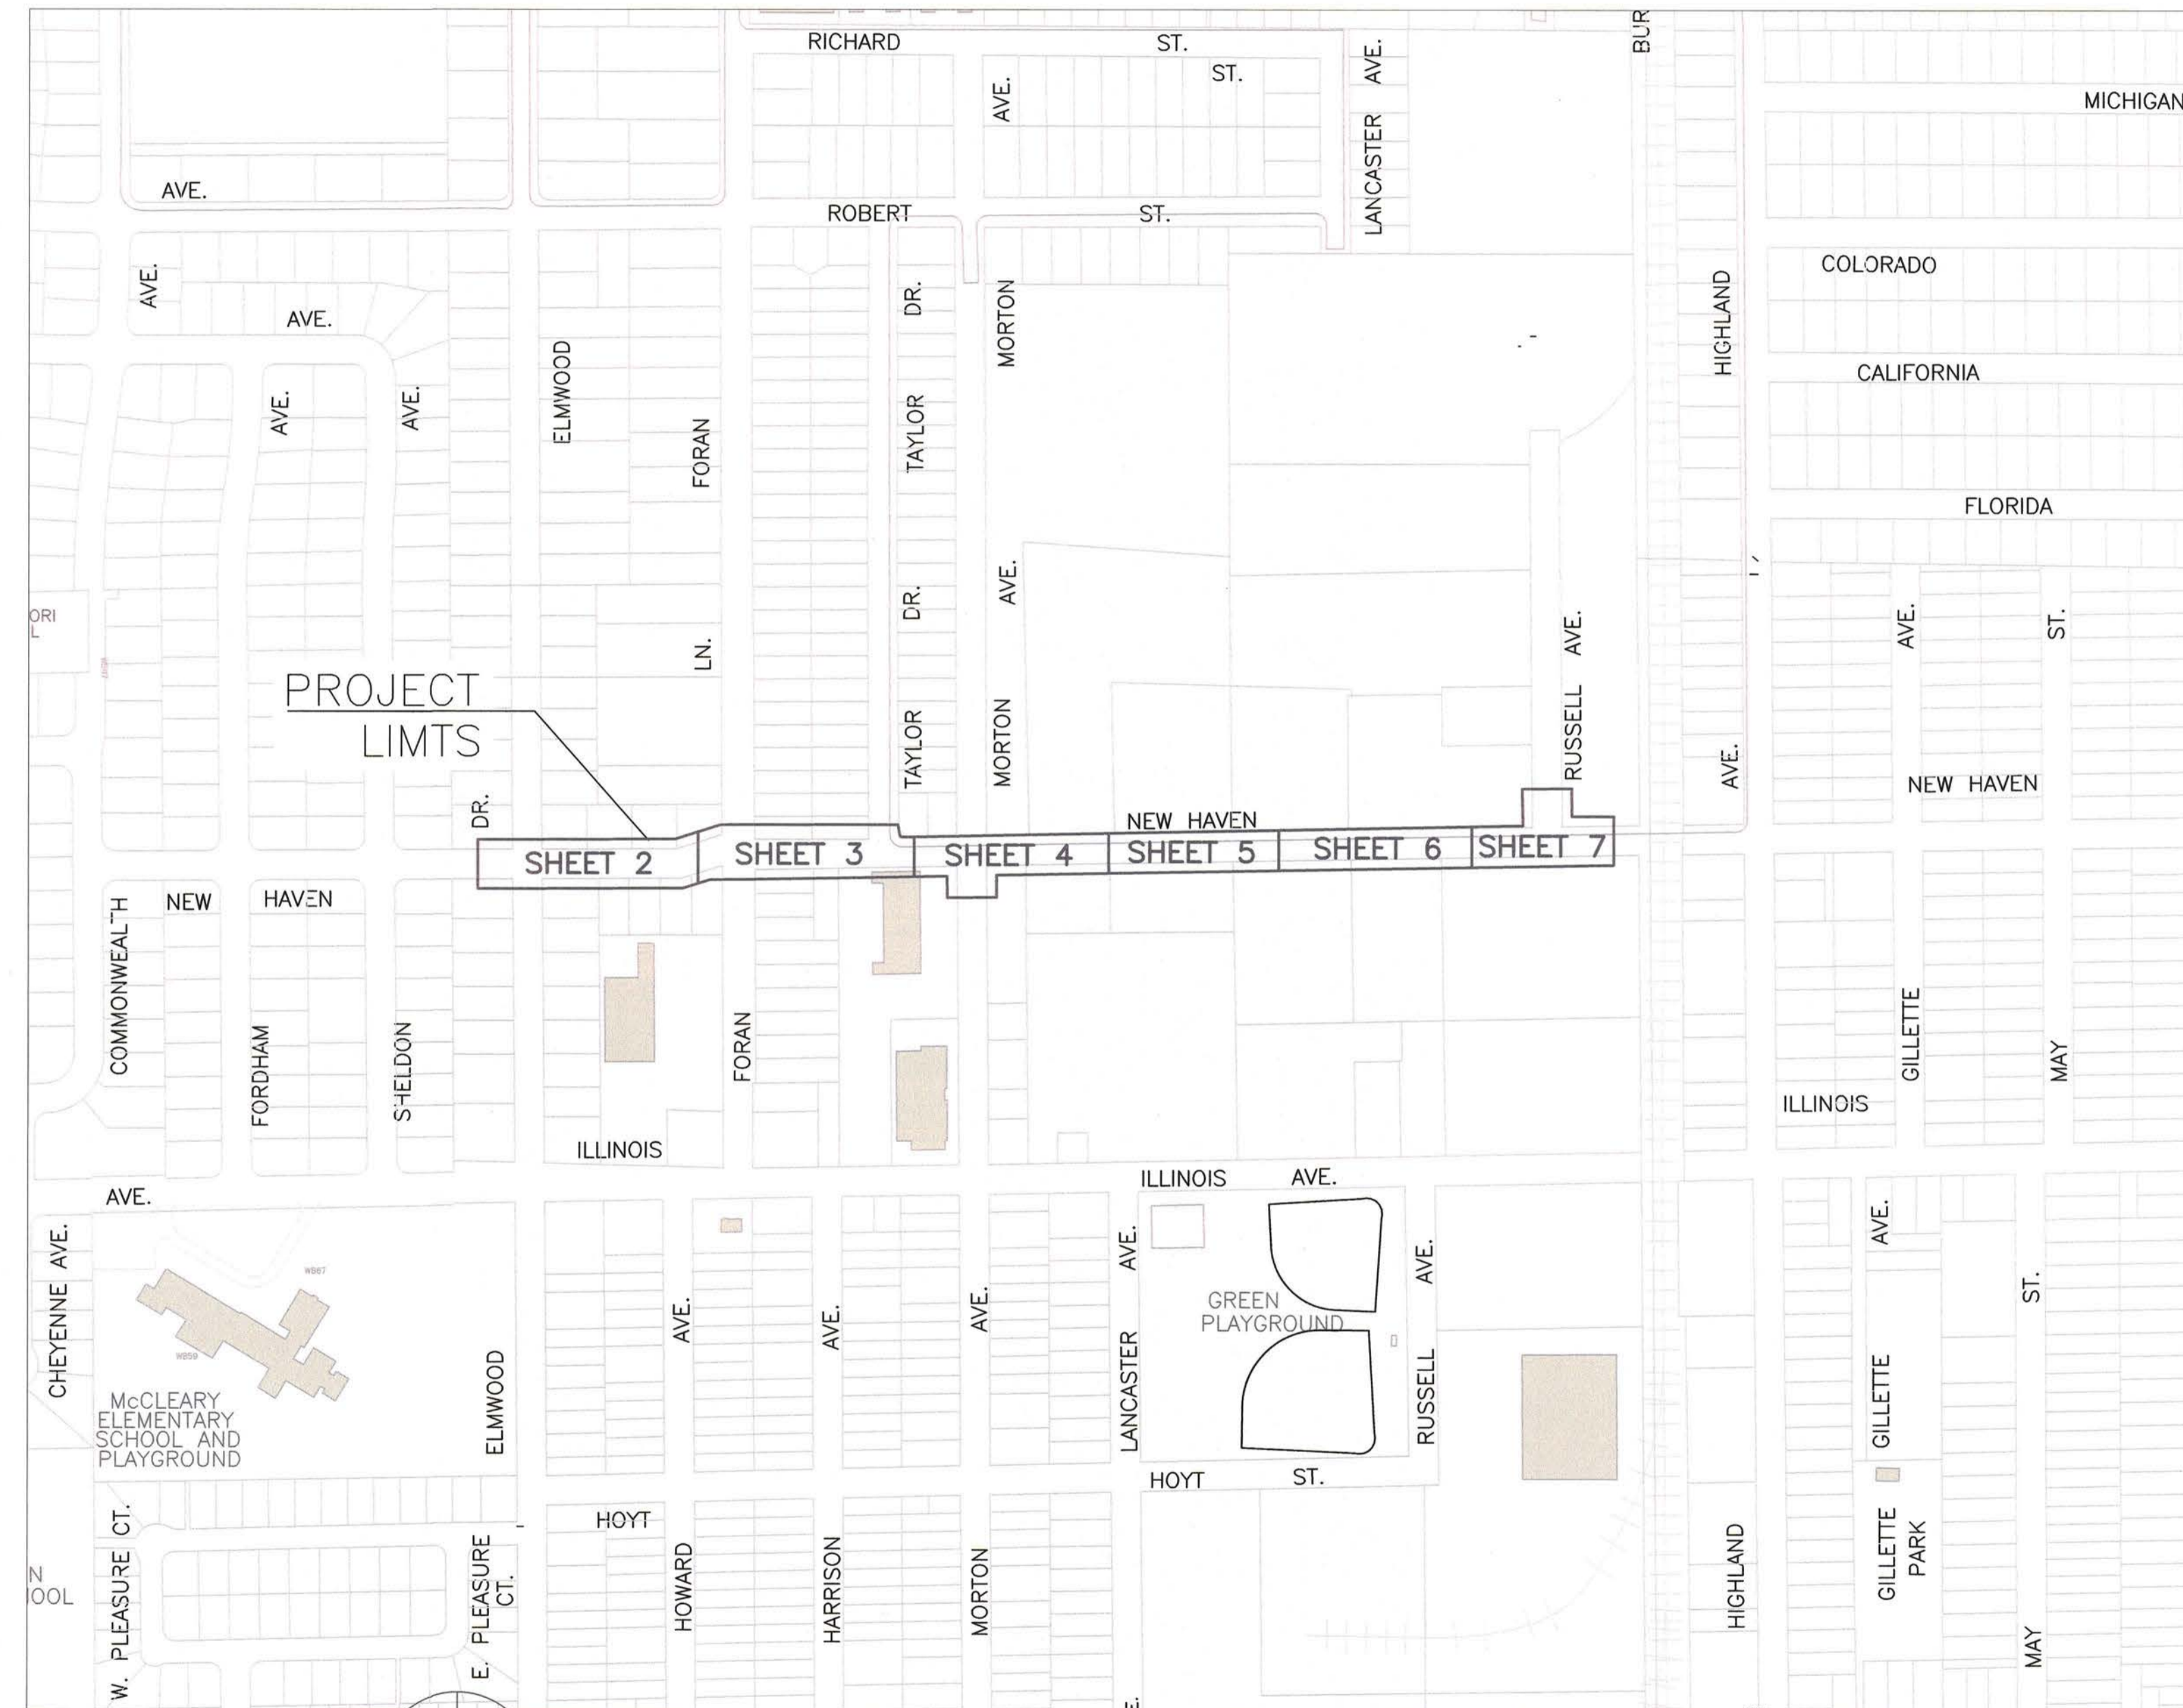 RICHARD ST.
ST.
AVE.
LANCASTER AVE.
BUR
MICHIGAN
AVE.
ROBERT ST.
COLORADO
AVE.
AVE.
DR.
MORTON
HIGHLAND
CALIFORNIA
AVE.
AVE.
ELMWOOD
FORAN
TAYLOR
FLORIDA
ORI
L
DR.
AVE.
RUSSELL AVE.
AVE.
ST.
LN.
PROJECT
LIMTS
TAYLOR
MORTON
AVE.
NEW HAVEN
DR.
NEW HAVEN
SHEET 2
SHEET 3
SHEET 4
SHEET 5
SHEET 6
SHEET 7
NEW HAVEN
COMMONWEALTH
FORDHAM
SHELDON
FORAN
GILLETTE
MAY
ILLINOIS
ILLINOIS
ILLINOIS AVE.
AVE.
CHEYENNE AVE.
W867
W859
McCLEARY
ELEMENTARY
SCHOOL AND
PLAYGROUND
ELMWOOD
AVE.
AVE.
AVE.
LANCASTER AVE.
GREEN
PLAYGROUND
RUSSELL AVE.
GILLETTE AVE.
ST.
HOYT ST.
HOYT
N
OOL
W. PLEASURE CT.
E. PLEASURE
CT.
HOWARD
HARRISON
MORTON
HIGHLAND
GILLETTE
PARK
MAY
E.